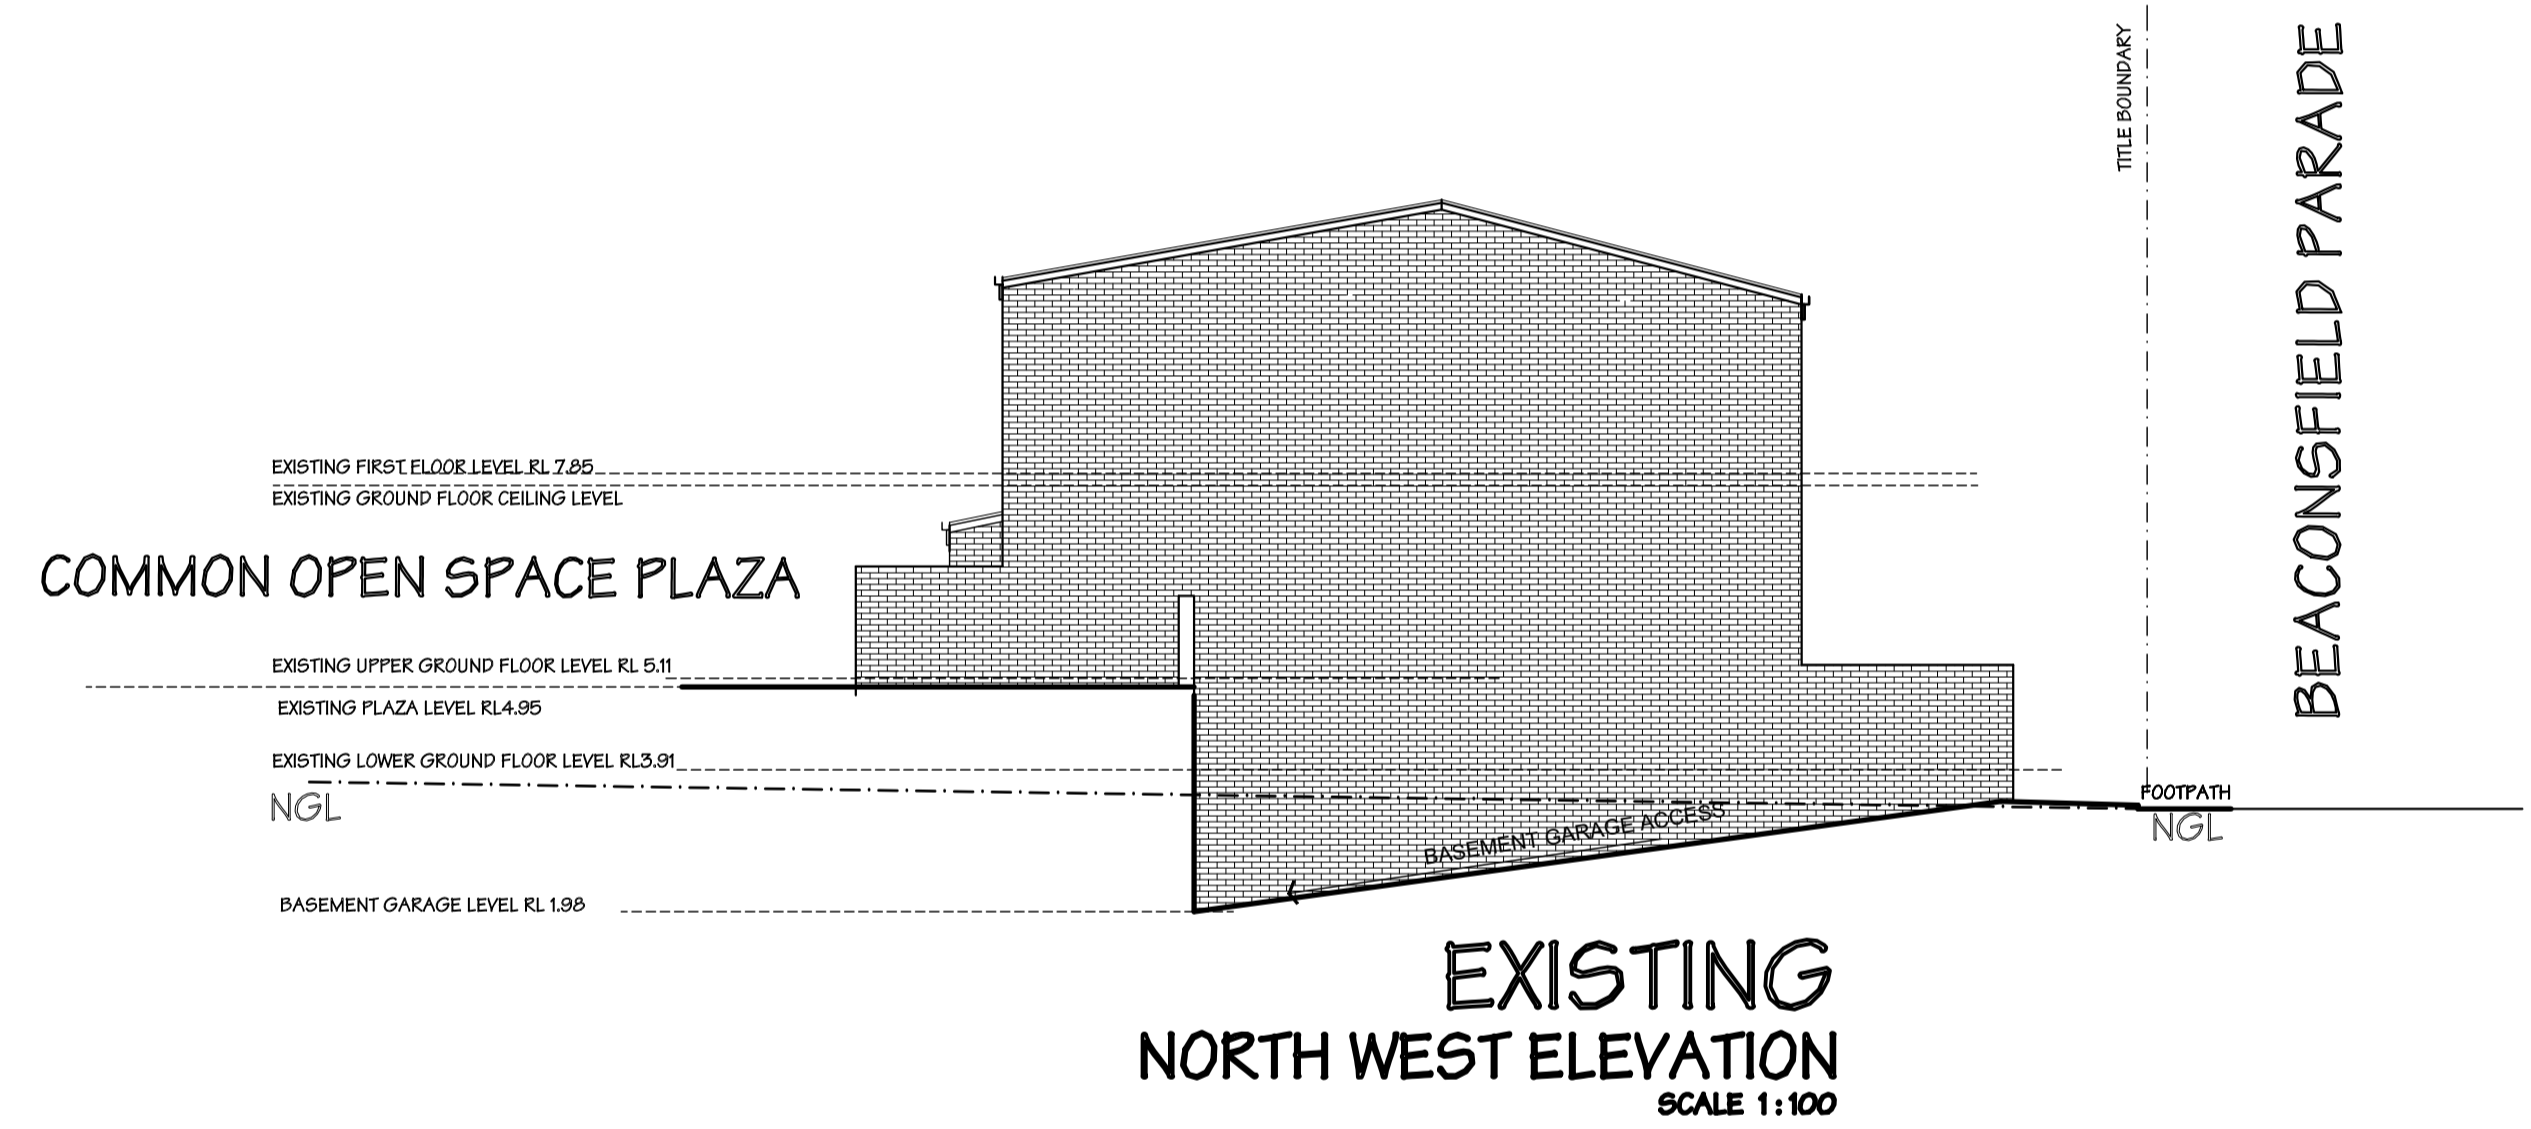 TITLE BOUNDARY
BEACONSFIELD PARADE
EXISTING FIRST FLOOR LEVEL RL 7.85
EXISTING GROUND FLOOR CEILING LEVEL
COMMON OPEN SPACE PLAZA
EXISTING UPPER GROUND FLOOR LEVEL RL 5.11
EXISTING PLAZA LEVEL RL4.95
EXISTING LOWER GROUND FLOOR LEVEL RL3.91
NGL
FOOTPATH
NGL
BASEMENT GARAGE ACCESS
BASEMENT GARAGE LEVEL RL 1.98
EXISTING
NORTH WEST ELEVATION
SCALE 1:100